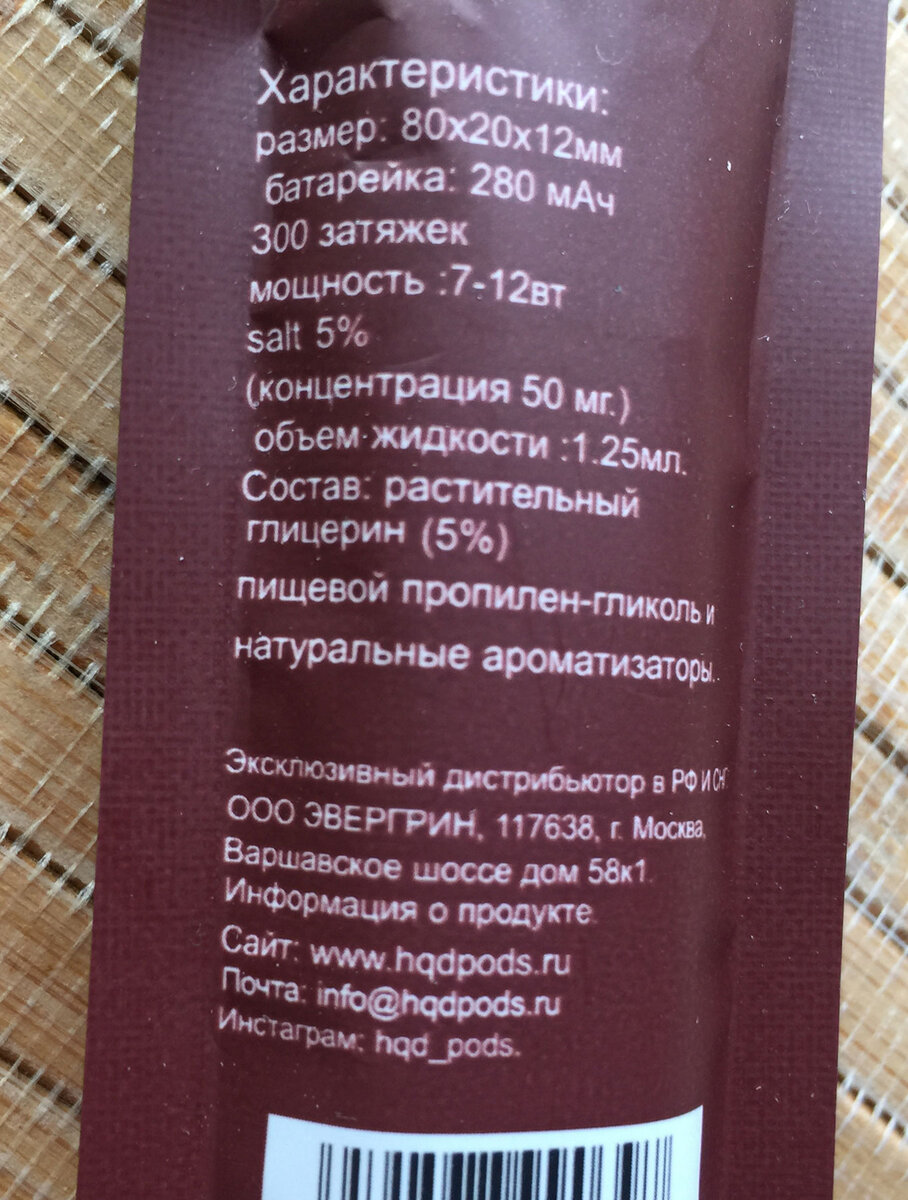 Характеристики:
размер: 80х20х12мм
батарейка: 280 мАч
300 затяжек
мощность :7-12вт
salt 5%
(концентрация 50 мг.)
объем жидкости :1.25мл.
Состав: растительный
глицерин (5%)
пищевой пропилен-гликоль и
натуральные ароматизаторы.
Эксклюзивный дистрибьютор в РФ И СНГ
ООО ЭВЕРГРИН, 117638, г. Москва,
Варшавское шоссе дом 58к1.
Информация о продукте
Сайт: www.hqdpods.ru
Почта: info@hqdpods.ru
Инстаграм: hqd_pods.